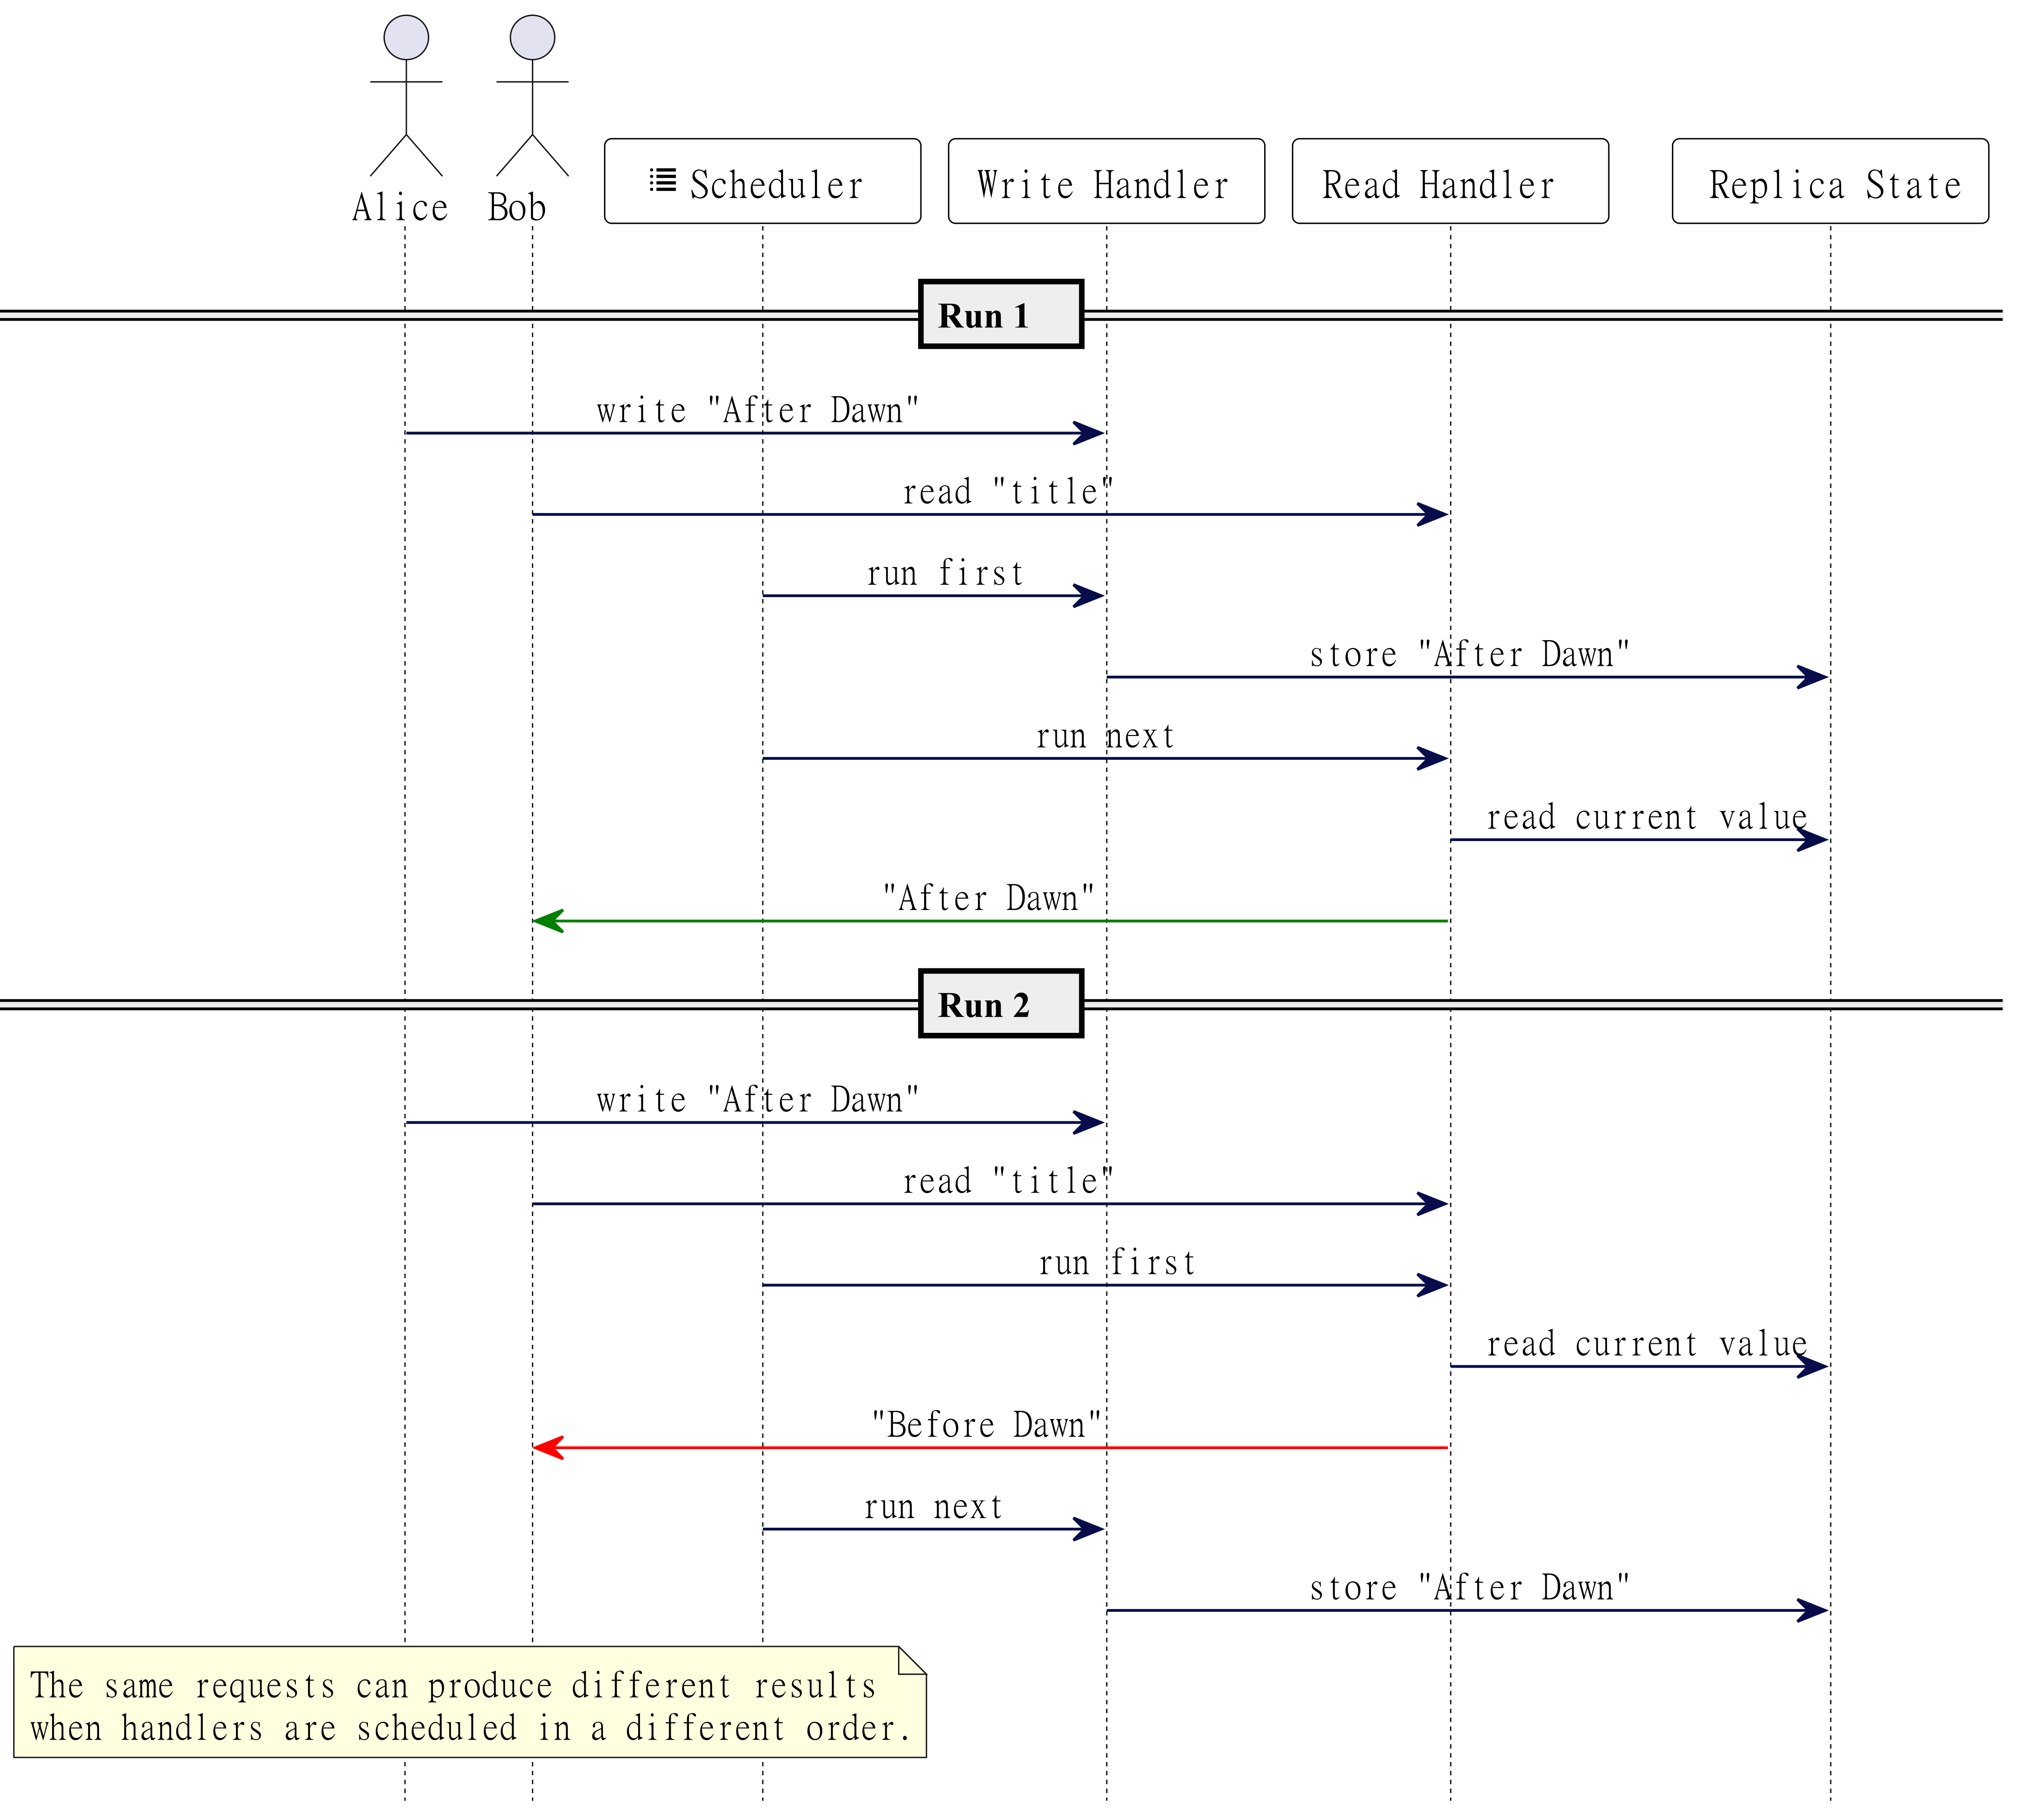 Alice
Bob
Scheduler
Write Handler
Read Handler
Replica State
Run 1
write "After Dawn"
read "title"
run first
store "After Dawn"
run next
read current value
"After Dawn"
Run 2
write "After Dawn"
read "title"
run first
read current value
"Before Dawn"
run next
store "After Dawn"
The same requests can produce different results
when handlers are scheduled in a different order.